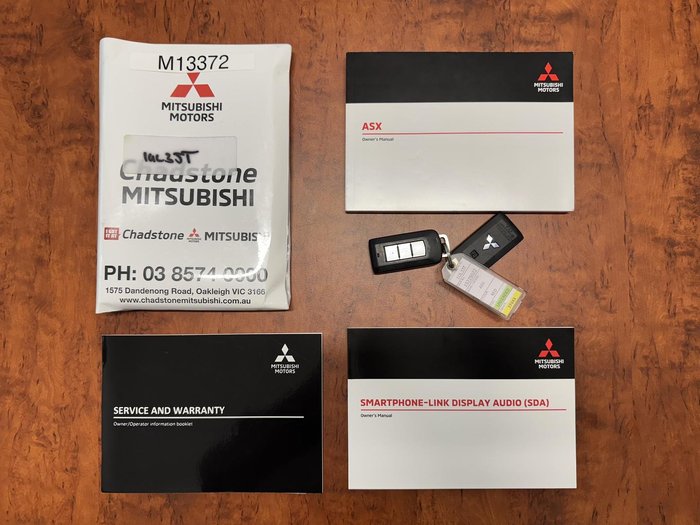 M13372
MITSUBISHI
MOTORS
Chadstone
MITSUBISHI
Chadstone
MITSUBISHI
PH: 03 8574
1575 Dandenong Road, Oakleigh VIC 3166
www.chadstonemitsubishi.com.au
MITSUBISHI
MOTORS
ASX
Owner's Manual
MITSUBISHI
MOTORS
SERVICE AND WARRANTY
Owner/Operator information booklet
MITSUBISHI
MOTORS
SMARTPHONE-LINK DISPLAY AUDIO (SDA)
Owner's Manual